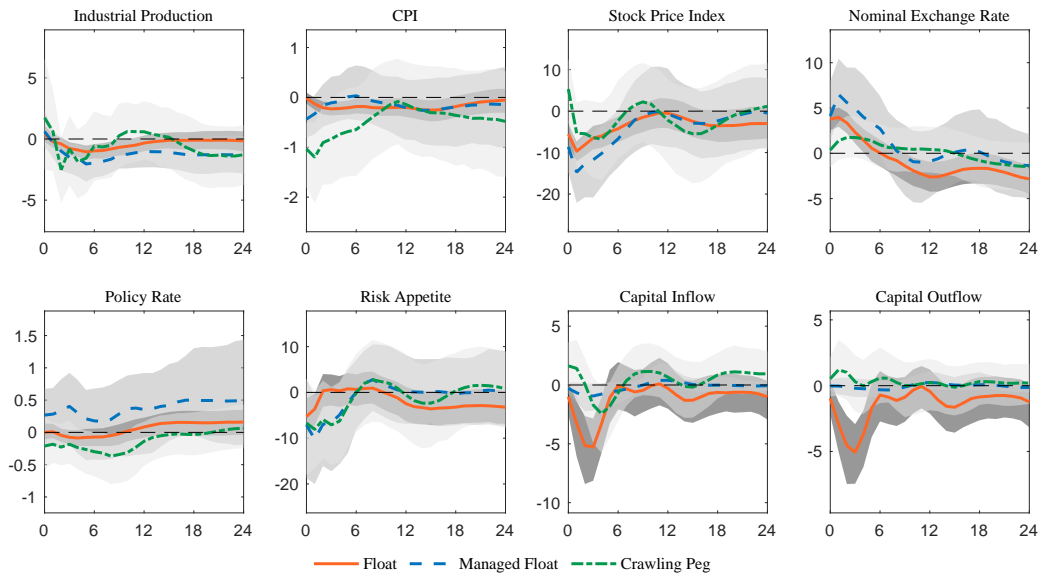 Industrial Production CPI Stock Price Index Nominal Exchange Rate
5 0 -5
0 6 12 18 24
1 0 -1 -2
0 6 12 18 24
10 0 -10 -20
0 6 12 18 24
10 5 0 -5
0 6 12 18 24
Policy Rate Risk Appetite Capital Inflow Capital Outflow
1.5 1 0.5 0 -0.5 -1
0 6 12 18 24
10 0 -10 -20
0 6 12 18 24
5 0 -5 -10
0 6 12 18 24
5 0 -5
0 6 12 18 24
Float Managed Float Crawling Peg